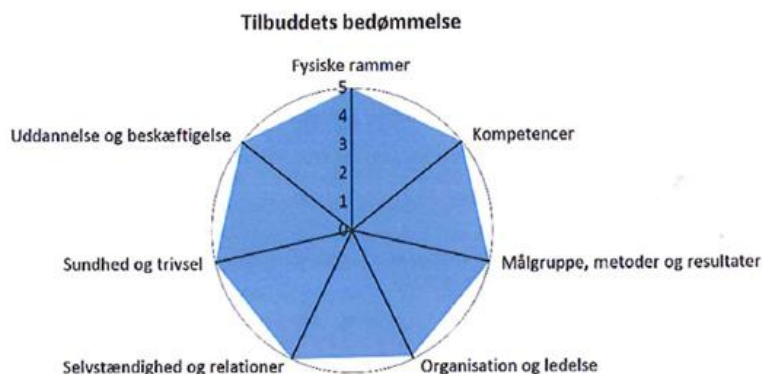 Tilbuddets bedømmelse
Fysiske rammer
5
4
3
2
1
0
Kompetencer
Målgruppe, metoder og resultater
Organisation og ledelse
Selvstændighed og relationer
Sundhed og trivsel
Uddannelse og beskæftigelse